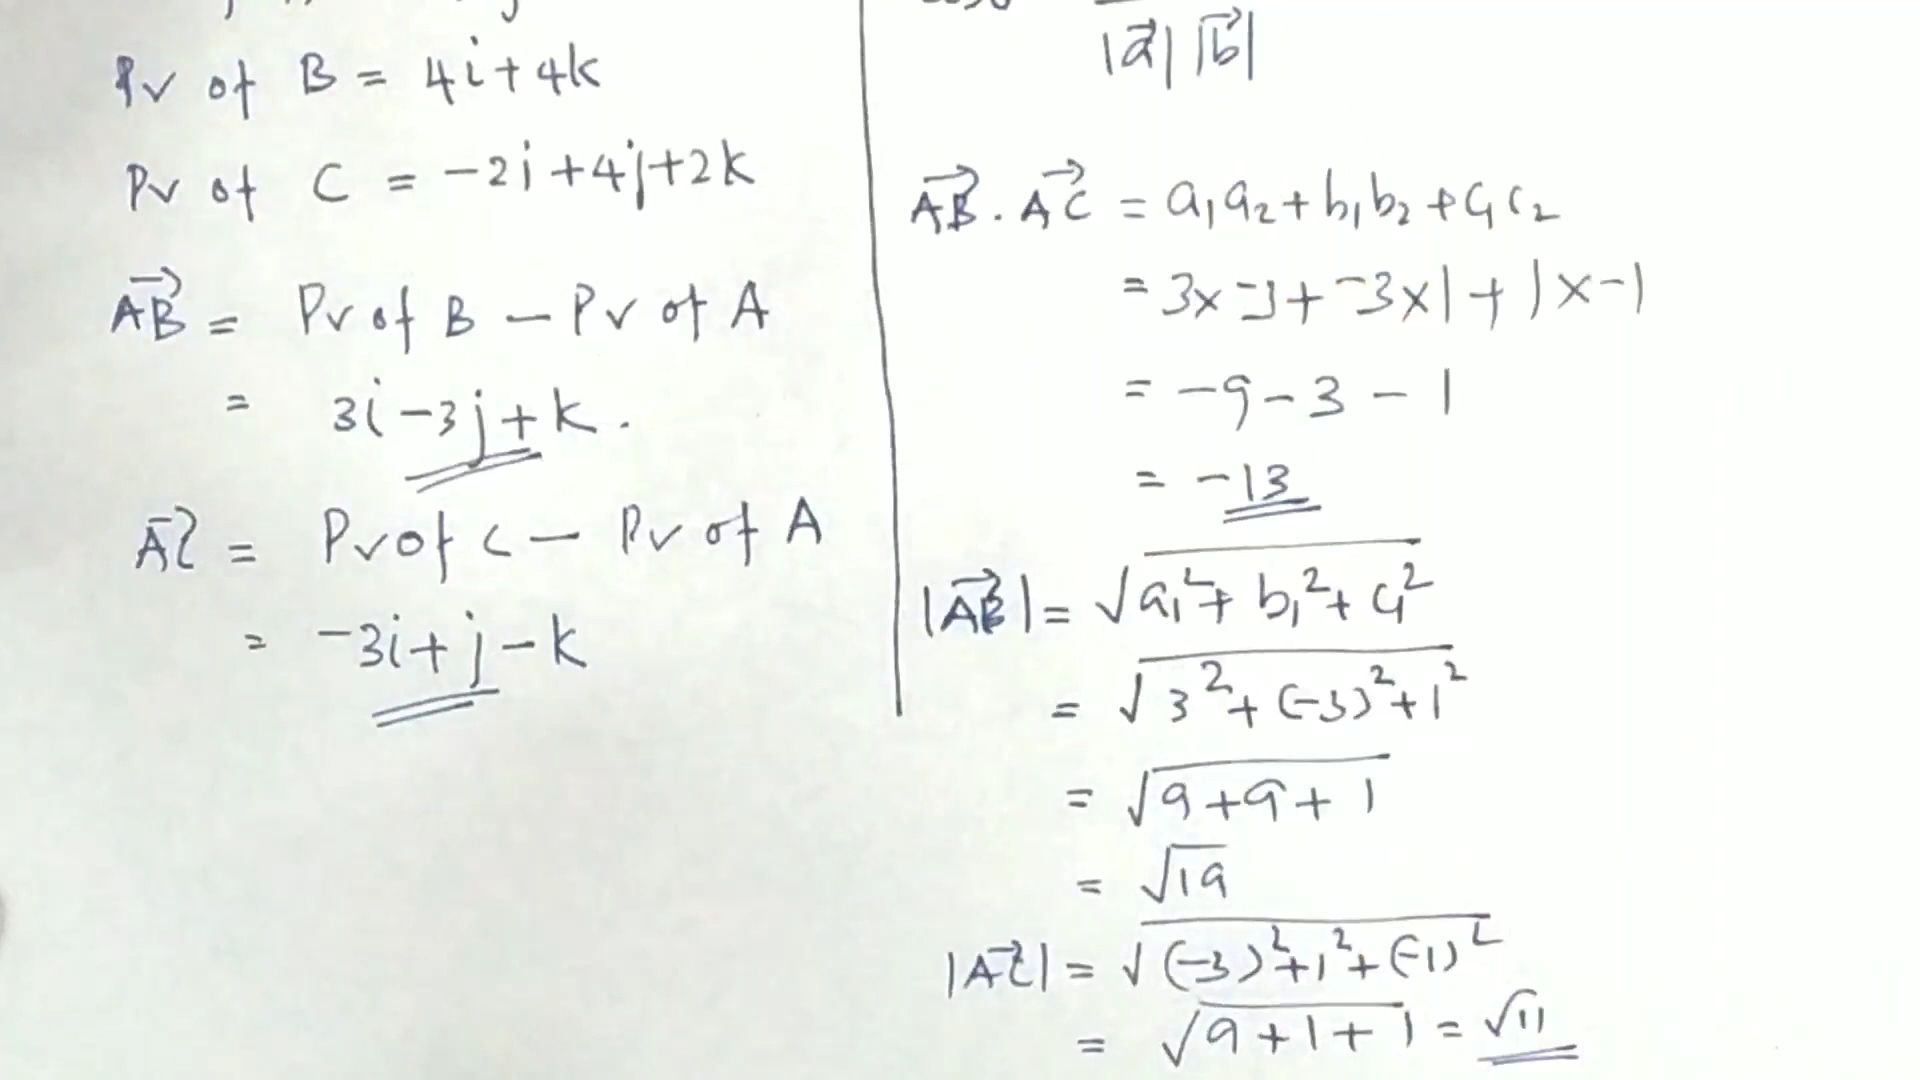 Pv of B = 4i+4k
Pv of C = -2i+4j+2k
AB→ = Pv of B - Pv of A
= 3i-3j+k.
AC→ = Pv of C - Pv of A
= -3i+j-k
|a→| |b→|
AB→ . AC→ = a₁a₂+b₁b₂+c₁c₂
= 3x-3+-3x1+1x-1
= -9-3-1
= -13
|AB→| = √a₁²+b₁²+c₁²
= √3²+(-3)²+1²
= √9+9+1
= √19
|AC→| = √(-3)²+1²+(-1)²
= √9+1+1 = √11